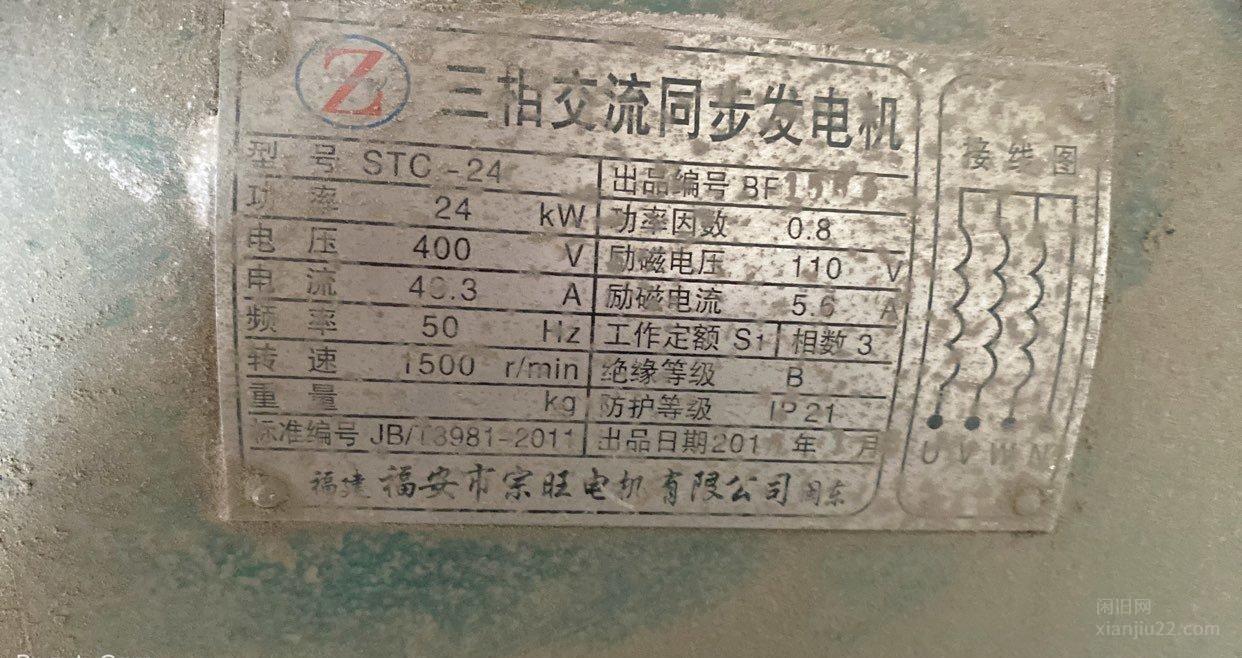 Z 三相交流同步发电机
型号 STC-24 出品编号 BF
功率 24 kW 功率因数 0.8
电压 400 V 励磁电压 110 V
电流 43.3 A 励磁电流 5.6 A
频率 50 Hz 工作定额 S1 相数 3
转速 1500 r/min 绝缘等级 B
重量 kg 防护等级 IP21
标准编号 JB/T3981-2011 出品日期 年 月
福建福安市宗旺电机有限公司 闽东
接线图
U V W N
闲旧网
xianjiu22.com